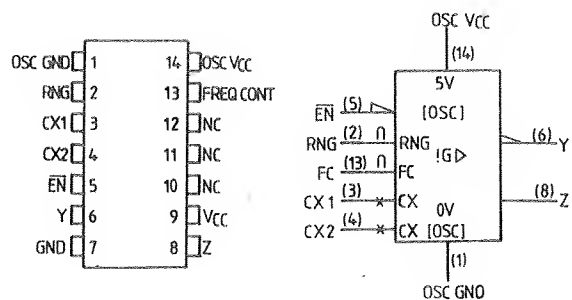 OSC GND 1 14 OSC VCC
RNG 2 13 FREQ CONT
CX1 3 12 NC
CX2 4 11 NC
EN 5 10 NC
Y 6 9 VCC
GND 7 8 Z
OSC VCC
(14)
5V
EN (5) [OSC]
RNG (2) ∩ RNG (6) Y
!G▷
FC (13) ∩ FC
CX1 (3) CX (8) Z
0V
CX2 (4) CX [OSC]
(1)
OSC GND